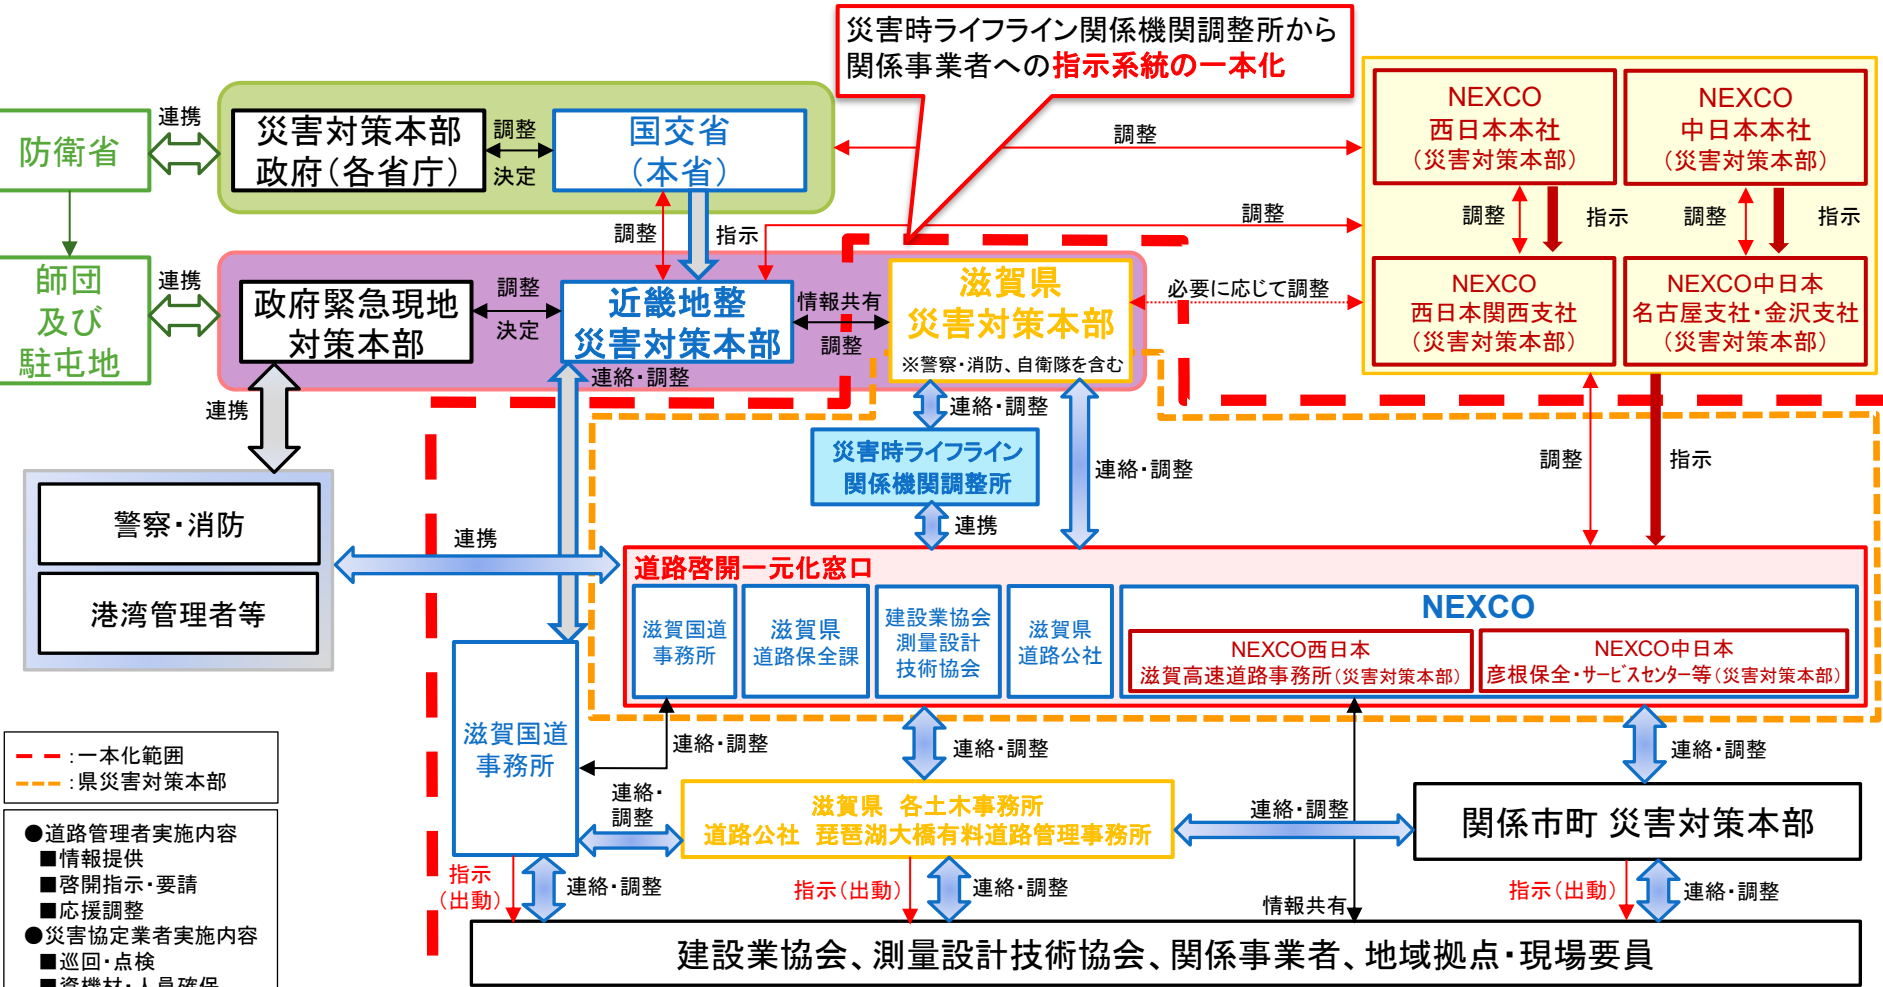 災害時ライフライン関係機関調整所から
関係事業者への指示系統の一本化
防衛省
連携
災害対策本部
政府（各省庁）
調整
決定
国交省
（本省）
調整
NEXCO
西日本本社
（災害対策本部）
NEXCO
中日本本社
（災害対策本部）
調整
指示
調整
指示
調整
指示
調整
師団
及び
駐屯地
連携
政府緊急現地
対策本部
調整
決定
近畿地整
災害対策本部
情報共有
調整
滋賀県
災害対策本部
※警察・消防、自衛隊を含む
必要に応じて調整
NEXCO
西日本関西支社
（災害対策本部）
NEXCO中日本
名古屋支社・金沢支社
（災害対策本部）
連携
連絡・調整
連絡・調整
災害時ライフライン
関係機関調整所
連絡・調整
調整
指示
警察・消防
港湾管理者等
連携
連携
道路啓開一元化窓口
滋賀国道
事務所
滋賀県
道路保全課
建設業協会
測量設計
技術協会
滋賀県
道路公社
NEXCO
NEXCO西日本
滋賀高速道路事務所（災害対策本部）
NEXCO中日本
彦根保全・サービスセンター等（災害対策本部）
滋賀国道
事務所
連絡・調整
連絡・調整
連絡・調整
：一本化範囲
：県災害対策本部
連絡・
調整
滋賀県 各土木事務所
道路公社 琵琶湖大橋有料道路管理事務所
連絡・調整
関係市町 災害対策本部
●道路管理者実施内容
■情報提供
■啓開指示・要請
■応援調整
●災害協定業者実施内容
■巡回・点検
■資機材・人員確保
指示
（出動）
連絡・調整
指示（出動）
連絡・調整
情報共有
指示（出動）
連絡・調整
建設業協会、測量設計技術協会、関係事業者、地域拠点・現場要員